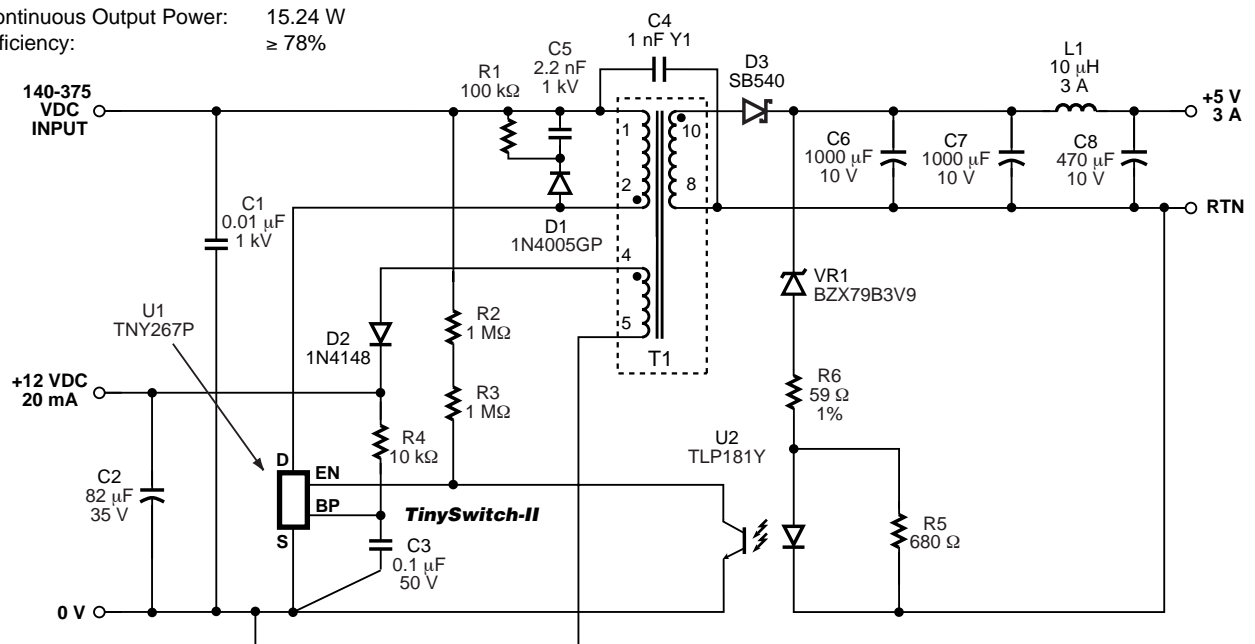 ontinuous Output Power: 15.24 W
ficiency: ≥ 78%
C4
1 nF Y1
C5
2.2 nF
1 kV
R1
100 kΩ
D3
SB540
L1
10 μH
3 A
140-375
VDC
INPUT
+5 V
3 A
1
10
C6
1000 μF
10 V
C7
1000 μF
10 V
C8
470 μF
10 V
2
8
RTN
C1
0.01 μF
1 kV
D1
1N4005GP
4
VR1
BZX79B3V9
U1
TNY267P
5
R2
1 MΩ
D2
1N4148
T1
+12 VDC
20 mA
R3
1 MΩ
R6
59 Ω
1%
R4
10 kΩ
U2
TLP181Y
D
EN
C2
82 μF
35 V
BP
TinySwitch-II
R5
680 Ω
S
C3
0.1 μF
50 V
0 V